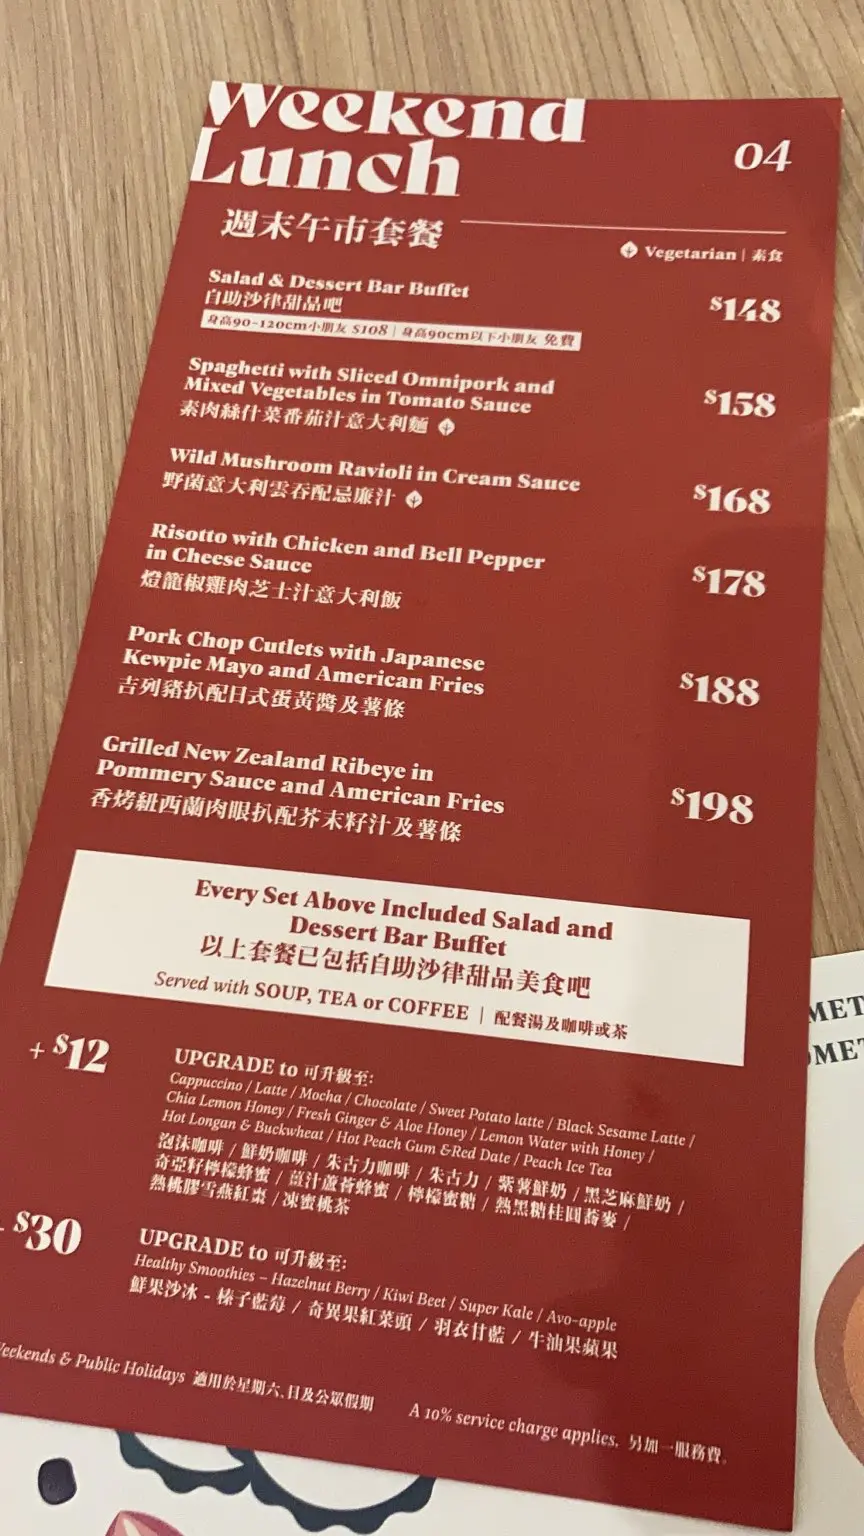 Weekend
Lunch
04
週末午市套餐
Vegetarian | 素食
Salad & Dessert Bar Buffet
自助沙律甜品吧
$148
身高90-120cm小朋友 $108 | 身高90cm以下小朋友 免費
Spaghetti with Sliced Omnipork and
Mixed Vegetables in Tomato Sauce
素肉絲什菜番茄汁意大利麵
$158
Wild Mushroom Ravioli in Cream Sauce
野菌意大利雲吞配忌廉汁
$168
Risotto with Chicken and Bell Pepper
in Cheese Sauce
燈籠椒雞肉芝士汁意大利飯
$178
Pork Chop Cutlets with Japanese
Kewpie Mayo and American Fries
吉列豬扒配日式蛋黃醬及薯條
$188
Grilled New Zealand Ribeye in
Pommery Sauce and American Fries
香烤紐西蘭肉眼扒配芥末籽汁及薯條
$198
Every Set Above Included Salad and
Dessert Bar Buffet
以上套餐已包括自助沙律甜品美食吧
Served with SOUP, TEA or COFFEE | 配餐湯及咖啡或茶
+ $12
UPGRADE to 可升級至:
Cappuccino / Latte / Mocha / Chocolate / Sweet Potato latte / Black Sesame Latte /
Chia Lemon Honey / Fresh Ginger & Aloe Honey / Lemon Water with Honey /
Hot Longan & Buckwheat / Hot Peach Gum &Red Date / Peach Ice Tea
泡沫咖啡 / 鮮奶咖啡 / 朱古力咖啡 / 朱古力 / 紫薯鮮奶 / 黑芝麻鮮奶 /
奇亞籽檸檬蜂蜜 / 薑汁蘆薈蜂蜜 / 檸檬蜜糖 / 熱黑糖桂圓蕎麥 /
熱桃膠雪燕紅棗 / 凍蜜桃茶
$30
UPGRADE to 可升級至:
Healthy Smoothies – Hazelnut Berry / Kiwi Beet / Super Kale / Avo-apple
鮮果沙冰 - 榛子藍莓 / 奇異果紅菜頭 / 羽衣甘藍 / 牛油果蘋果
Weekends & Public Holidays 適用於星期六、日及公眾假期
A 10% service charge applies. 另加一服務費。
MET
OMET